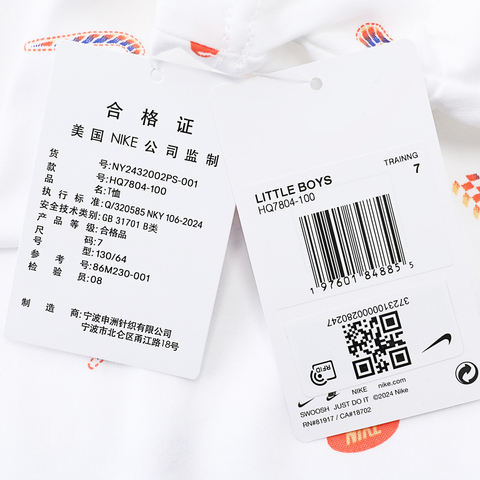 合 格 证
美 国 NIKE 公 司 监 制
货 号:NY2432002PS-001
款 号:HQ7804-100
品 名:T恤
执 行 标 准:Q/320585 NKY 106-2024
安全技术类别:GB 31701 B类
产 品 等 级:合格品
尺 码:7
号 型:130/64
参 考 号:86M230-001
检 验 员:08
制 造 商:宁波申洲针织有限公司
宁波市北仑区甬江路18号
TRAINNG
7
LITTLE BOYS
HQ7804-100
1 97601 84885 5
3723100000280247
RFID
NIKE nike.com
SWOOSH JUST DO IT ©2024 Nike
RN#81917 / CA#18702
NIKE